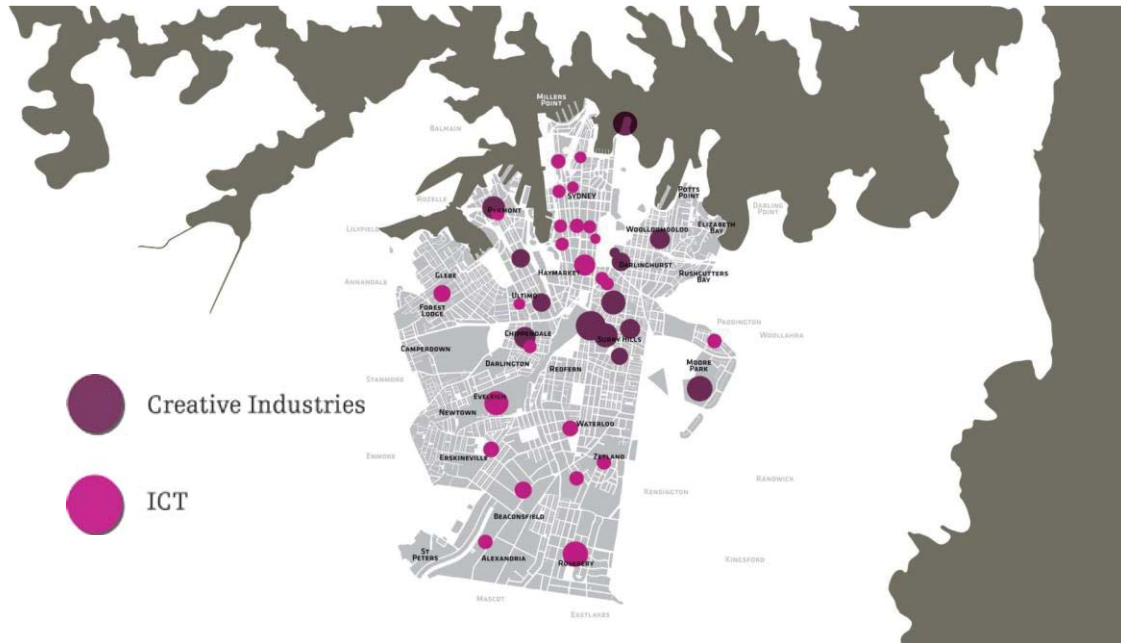 MILLERS
POINT
BALMAIN
POTTS
POINT
ROZELLE
SYDNEY
DARLING
POINT
PYRMONT
ELIZABETH
BAY
LILYFIELD
WOOLLOOMOOLOO
DARLINGHURST
HAYMARKET
RUSHCUTTERS
BAY
GLEBE
ANNANDALE
ULTIMO
FOREST
LODGE
PADDINGTON
WOOLLAHRA
CHIPPENDALE
SURRY HILLS
CAMPERDOWN
DARLINGTON
REDFERN
MOORE
PARK
STANMORE
Creative Industries
EVELEIGH
NEWTOWN
WATERLOO
ENMORE
ERSKINEVILLE
ZETLAND
RANDWICK
KENSINGTON
ICT
BEACONSFIELD
ST
PETERS
ALEXANDRIA
ROSEBERY
KINGSFORD
MASCOT
EASTLAKES